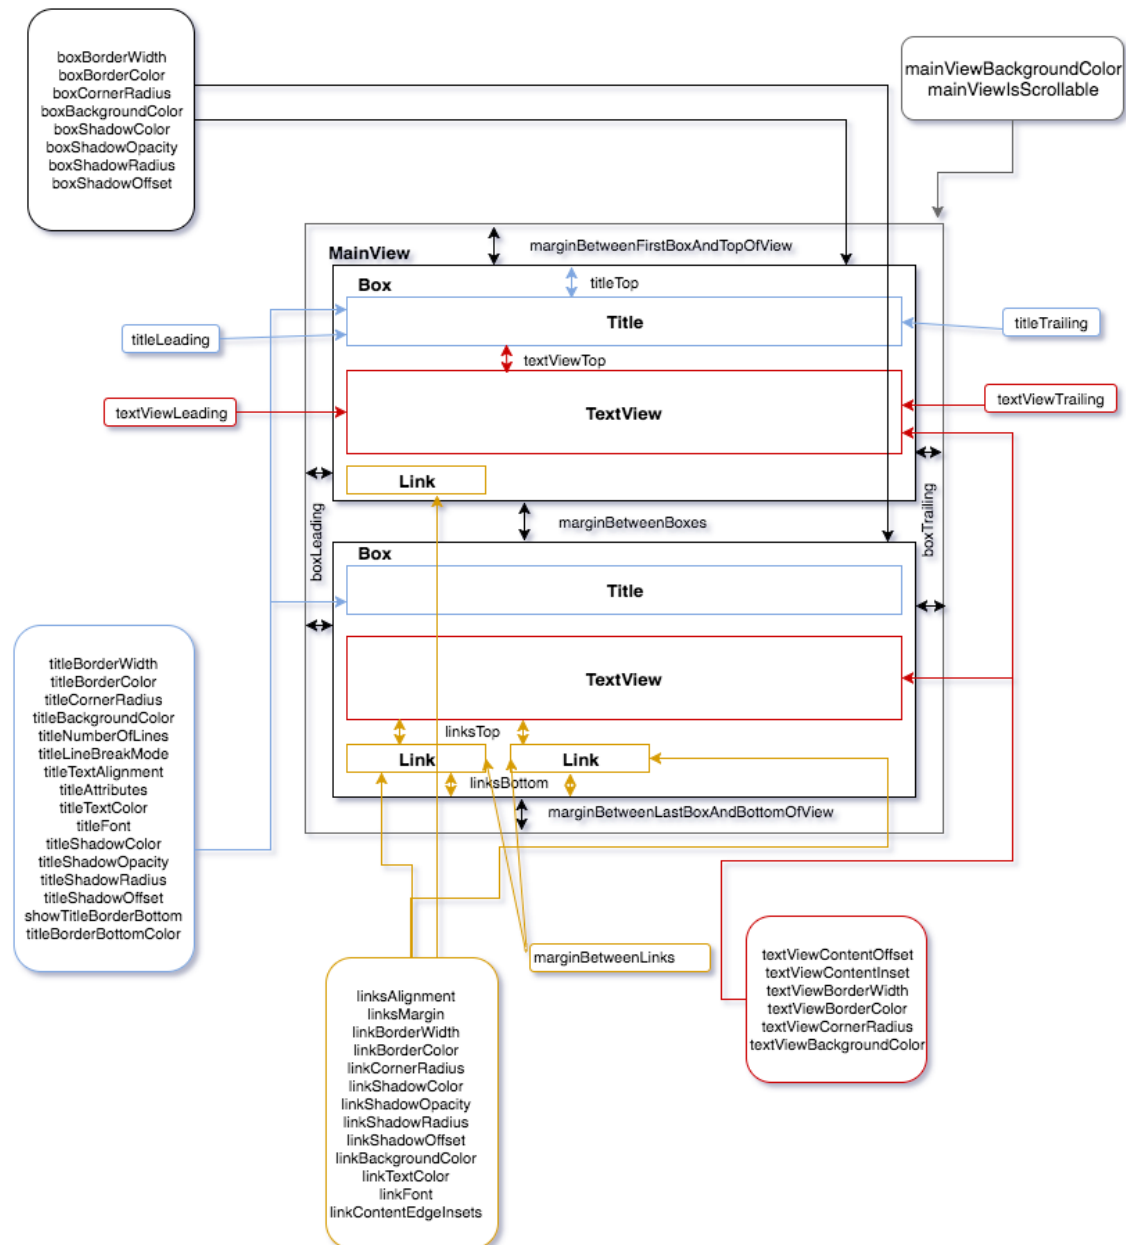 boxBorderWidth
boxBorderColor
boxCornerRadius
boxBackgroundColor
boxShadowColor
boxShadowOpacity
boxShadowRadius
boxShadowOffset
mainViewBackgroundColor
mainViewIsScrollable
marginBetweenFirstBoxAndTopOfView
MainView
Box
titleTop
Title
titleLeading
titleTrailing
textViewTop
textViewLeading
TextView
textViewTrailing
Link
boxLeading
marginBetweenBoxes
boxTrailing
Box
Title
TextView
linksTop
Link
Link
linksBottom
marginBetweenLastBoxAndBottomOfView
titleBorderWidth
titleBorderColor
titleCornerRadius
titleBackgroundColor
titleNumberOfLines
titleLineBreakMode
titleTextAlignment
titleAttributes
titleTextColor
titleFont
titleShadowColor
titleShadowOpacity
titleShadowRadius
titleShadowOffset
showTitleBorderBottom
titleBorderBottomColor
marginBetweenLinks
linksAlignment
linksMargin
linkBorderWidth
linkBorderColor
linkCornerRadius
linkShadowColor
linkShadowOpacity
linkShadowRadius
linkShadowOffset
linkBackgroundColor
linkTextColor
linkFont
linkContentEdgeInsets
textViewContentOffset
textViewContentInset
textViewBorderWidth
textViewBorderColor
textViewCornerRadius
textViewBackgroundColor